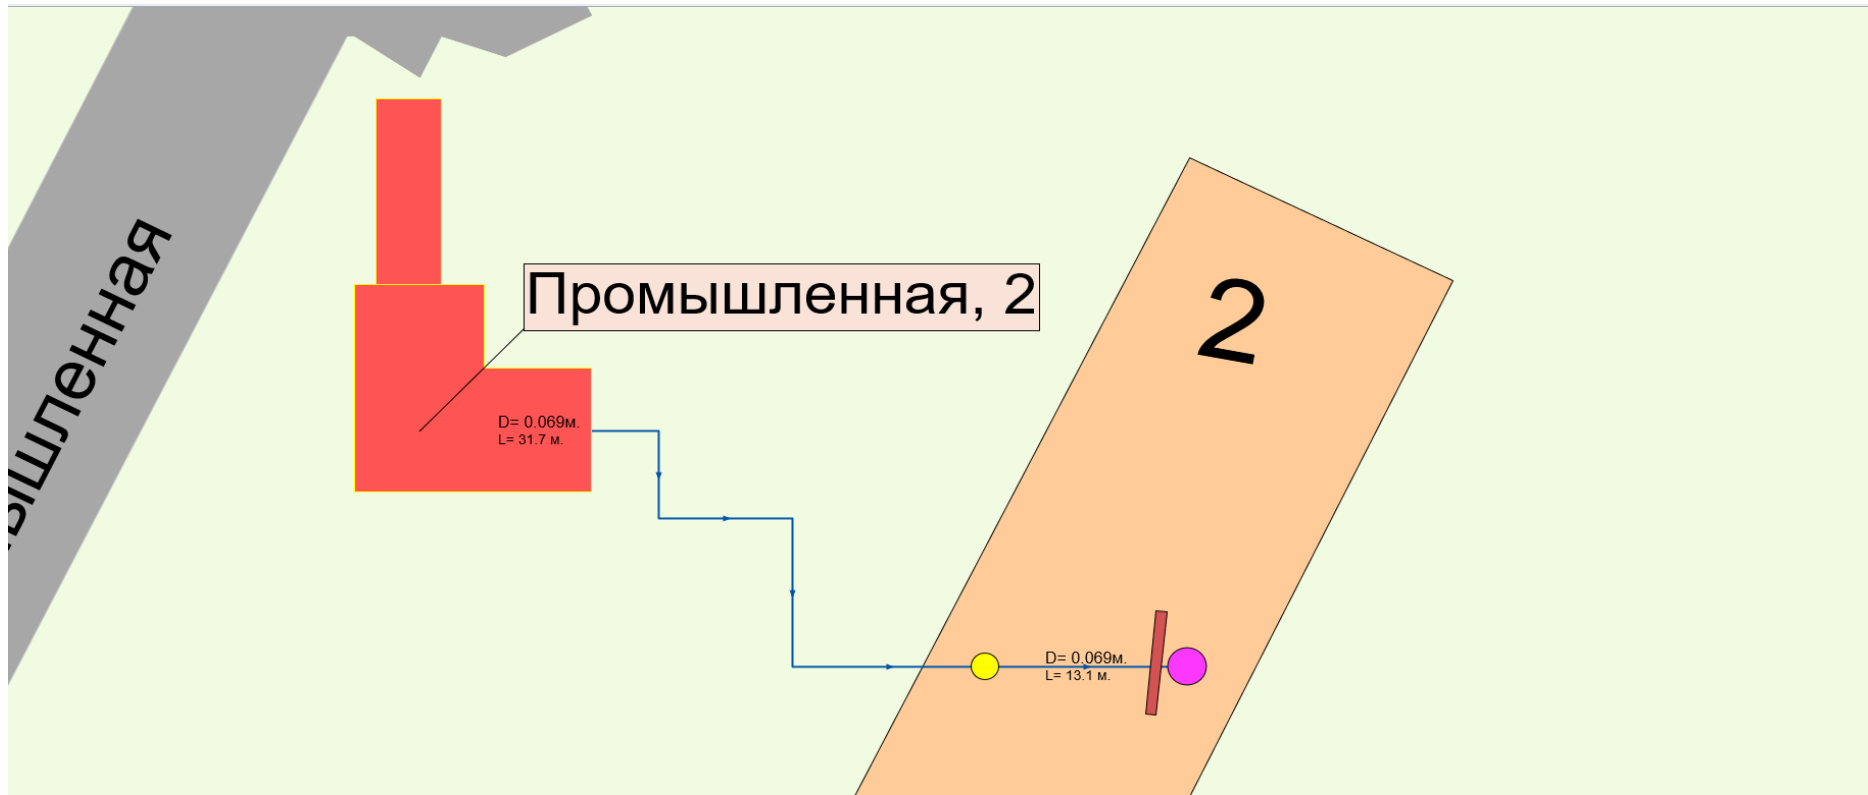 Промышленная, 2
2
D= 0.069м.
L= 31.7 м.
D= 0.069м.
L= 13.1 м.
ышленная